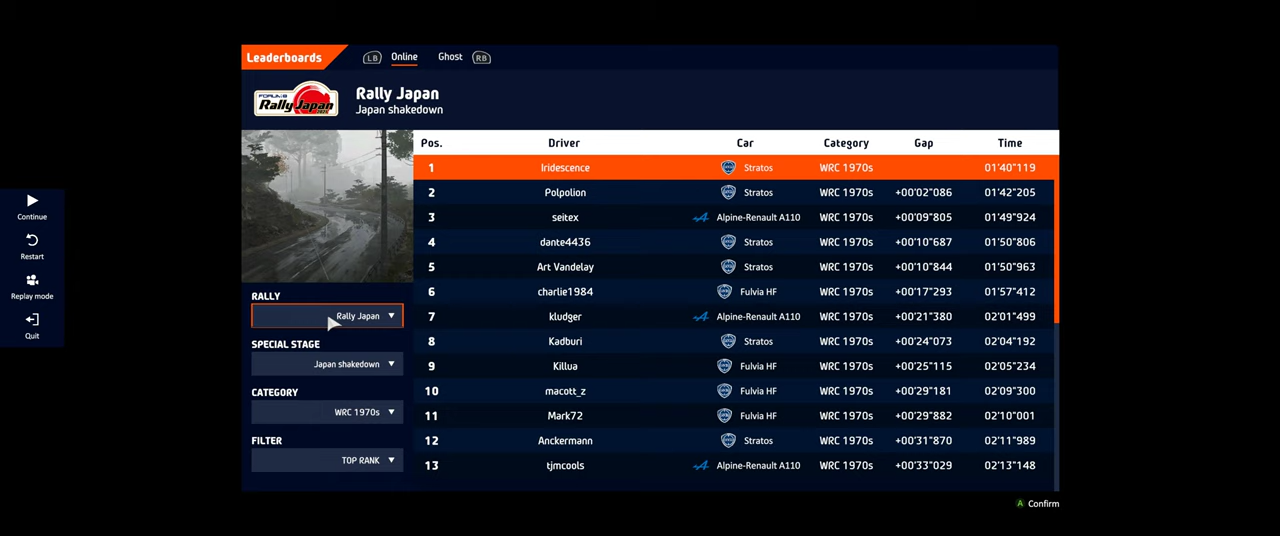 Leaderboards LB Online Ghost RB
FORUM8
Rally Japan
Rally Japan
Japan shakedown
Continue
Restart
Replay mode
Quit
RALLY
Rally Japan
SPECIAL STAGE
Japan shakedown
CATEGORY
WRC 1970s
FILTER
TOP RANK
Pos. Driver Car Category Gap Time
1 Iridescence Stratos WRC 1970s 01'40"119
2 Polpolion Stratos WRC 1970s +00'02"086 01'42"205
3 seitex Alpine-Renault A110 WRC 1970s +00'09"805 01'49"924
4 dante4436 Stratos WRC 1970s +00'10"687 01'50"806
5 Art Vandelay Stratos WRC 1970s +00'10"844 01'50"963
6 charlie1984 Fulvia HF WRC 1970s +00'17"293 01'57"412
7 kludger Alpine-Renault A110 WRC 1970s +00'21"380 02'01"499
8 Kadburi Stratos WRC 1970s +00'24"073 02'04"192
9 Killua Fulvia HF WRC 1970s +00'25"115 02'05"234
10 macott_z Fulvia HF WRC 1970s +00'29"181 02'09"300
11 Mark72 Fulvia HF WRC 1970s +00'29"882 02'10"001
12 Anckermann Stratos WRC 1970s +00'31"870 02'11"989
13 tjmcools Alpine-Renault A110 WRC 1970s +00'33"029 02'13"148
A Confirm